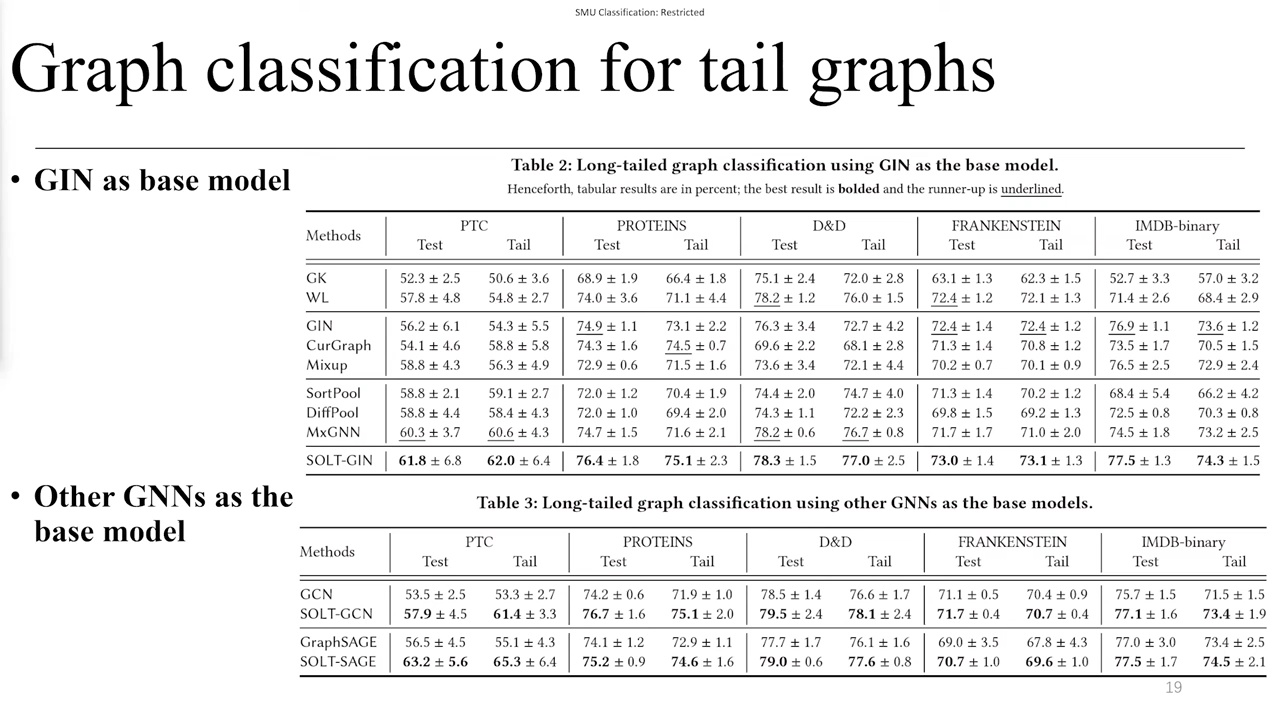 SMU Classification: Restricted
Graph classification for tail graphs
• GIN as base model
Table 2: Long-tailed graph classification using GIN as the base model.
Henceforth, tabular results are in percent; the best result is bolded and the runner-up is underlined.
Methods PTC PROTEINS D&D FRANKENSTEIN IMDB-binary
Test Tail Test Tail Test Tail Test Tail Test Tail
GK 52.3 ± 2.5 50.6 ± 3.6 68.9 ± 1.9 66.4 ± 1.8 75.1 ± 2.4 72.0 ± 2.8 63.1 ± 1.3 62.3 ± 1.5 52.7 ± 3.3 57.0 ± 3.2
WL 57.8 ± 4.8 54.8 ± 2.7 74.0 ± 3.6 71.1 ± 4.4 78.2 ± 1.2 76.0 ± 1.5 72.4 ± 1.2 72.1 ± 1.3 71.4 ± 2.6 68.4 ± 2.9
GIN 56.2 ± 6.1 54.3 ± 5.5 74.9 ± 1.1 73.1 ± 2.2 76.3 ± 3.4 72.7 ± 4.2 72.4 ± 1.4 72.4 ± 1.2 76.9 ± 1.1 73.6 ± 1.2
CurGraph 54.1 ± 4.6 58.8 ± 5.8 74.3 ± 1.6 74.5 ± 0.7 69.6 ± 2.2 68.1 ± 2.8 71.3 ± 1.4 70.8 ± 1.2 73.5 ± 1.7 70.5 ± 1.5
Mixup 58.8 ± 4.3 56.3 ± 4.9 72.9 ± 0.6 71.5 ± 1.6 73.6 ± 3.4 72.1 ± 4.4 70.2 ± 0.7 70.1 ± 0.9 76.5 ± 2.5 72.9 ± 2.4
SortPool 58.8 ± 2.1 59.1 ± 2.7 72.0 ± 1.2 70.4 ± 1.9 74.4 ± 2.0 74.7 ± 4.0 71.3 ± 1.4 70.2 ± 1.2 68.4 ± 5.4 66.2 ± 4.2
DiffPool 58.8 ± 4.4 58.4 ± 4.3 72.0 ± 1.0 69.4 ± 2.0 74.3 ± 1.1 72.2 ± 2.3 69.8 ± 1.5 69.2 ± 1.3 72.5 ± 0.8 70.3 ± 0.8
MxGNN 60.3 ± 3.7 60.6 ± 4.3 74.7 ± 1.5 71.6 ± 2.1 78.2 ± 0.6 76.7 ± 0.8 71.7 ± 1.7 71.0 ± 2.0 74.5 ± 1.8 73.2 ± 2.5
SOLT-GIN 61.8 ± 6.8 62.0 ± 6.4 76.4 ± 1.8 75.1 ± 2.3 78.3 ± 1.5 77.0 ± 2.5 73.0 ± 1.4 73.1 ± 1.3 77.5 ± 1.3 74.3 ± 1.5
• Other GNNs as the
base model
Table 3: Long-tailed graph classification using other GNNs as the base models.
Methods PTC PROTEINS D&D FRANKENSTEIN IMDB-binary
Test Tail Test Tail Test Tail Test Tail Test Tail
GCN 53.5 ± 2.5 53.3 ± 2.7 74.2 ± 0.6 71.9 ± 1.0 78.5 ± 1.4 76.6 ± 1.7 71.1 ± 0.5 70.4 ± 0.9 75.7 ± 1.5 71.5 ± 1.5
SOLT-GCN 57.9 ± 4.5 61.4 ± 3.3 76.7 ± 1.6 75.1 ± 2.0 79.5 ± 2.4 78.1 ± 2.4 71.7 ± 0.4 70.7 ± 0.4 77.1 ± 1.6 73.4 ± 1.9
GraphSAGE 56.5 ± 4.5 55.1 ± 4.3 74.1 ± 1.2 72.9 ± 1.1 77.7 ± 1.7 76.1 ± 1.6 69.0 ± 3.5 67.8 ± 4.3 77.0 ± 3.0 73.4 ± 2.5
SOLT-SAGE 63.2 ± 5.6 65.3 ± 6.4 75.2 ± 0.9 74.6 ± 1.6 79.0 ± 0.6 77.6 ± 0.8 70.7 ± 1.0 69.6 ± 1.0 77.5 ± 1.7 74.5 ± 2.1
19